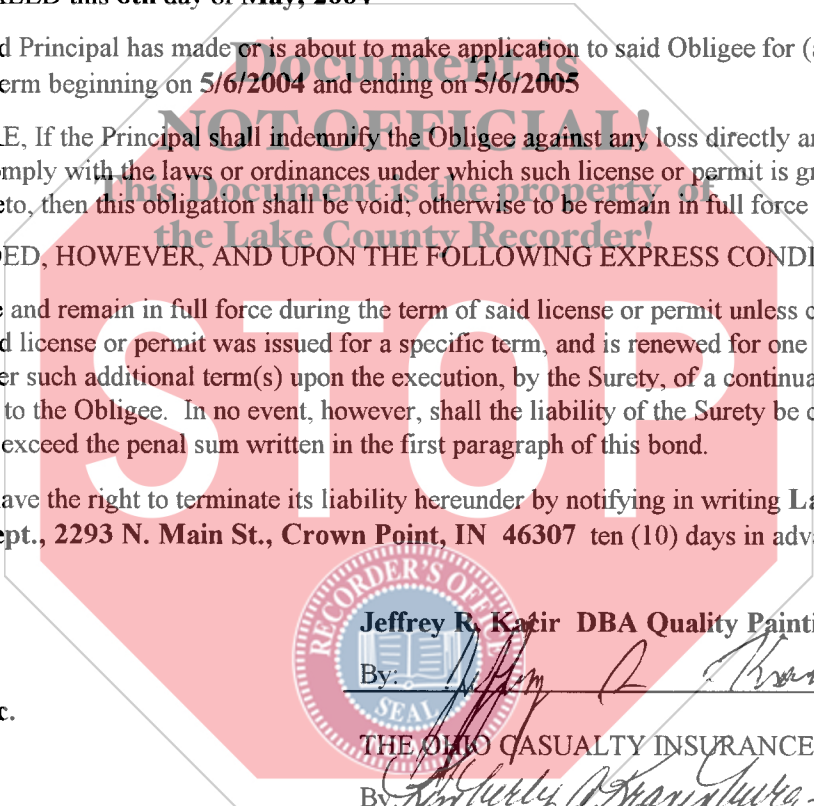 this 6th day of May, 2004
d Principal has made or is about to make application to said Obligee for (a
erm beginning on 5/6/2004 and ending on 5/6/2005
Document is
NOT OFFICIAL!
This Document is the property of
the Lake County Recorder!
E, If the Principal shall indemnify the Obligee against any loss directly ar
mply with the laws or ordinances under which such license or permit is gr
eto, then this obligation shall be void; otherwise to be remain in full force
ED, HOWEVER, AND UPON THE FOLLOWING EXPRESS CONDI
e and remain in full force during the term of said license or permit unless c
d license or permit was issued for a specific term, and is renewed for one
er such additional term(s) upon the execution, by the Surety, of a continua
to the Obligee. In no event, however, shall the liability of the Surety be c
exceed the penal sum written in the first paragraph of this bond.
STOP
ave the right to terminate its liability hereunder by notifying in writing La
ept., 2293 N. Main St., Crown Point, IN 46307 ten (10) days in adva
RECORDER'S OFFICE
SEAL
Jeffrey R. Kazir DBA Quality Painti
By:
c.
THE OHIO CASUALTY INSURANCE
By